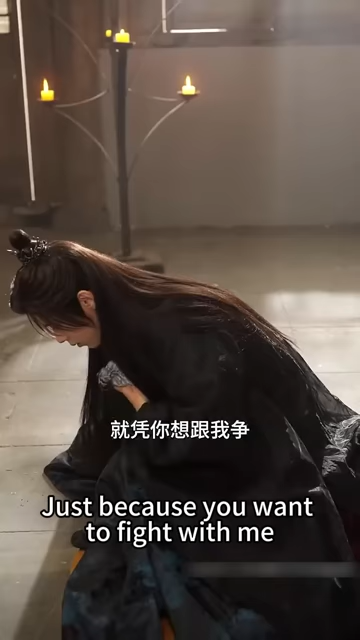 就凭你想跟我争
Just because you want
to fight with me